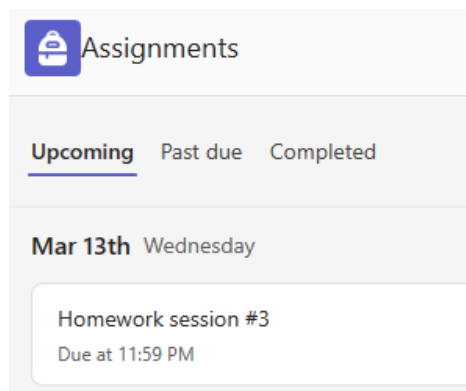 Assignments
Upcoming Past due Completed
Mar 13th Wednesday
Homework session #3
Due at 11:59 PM